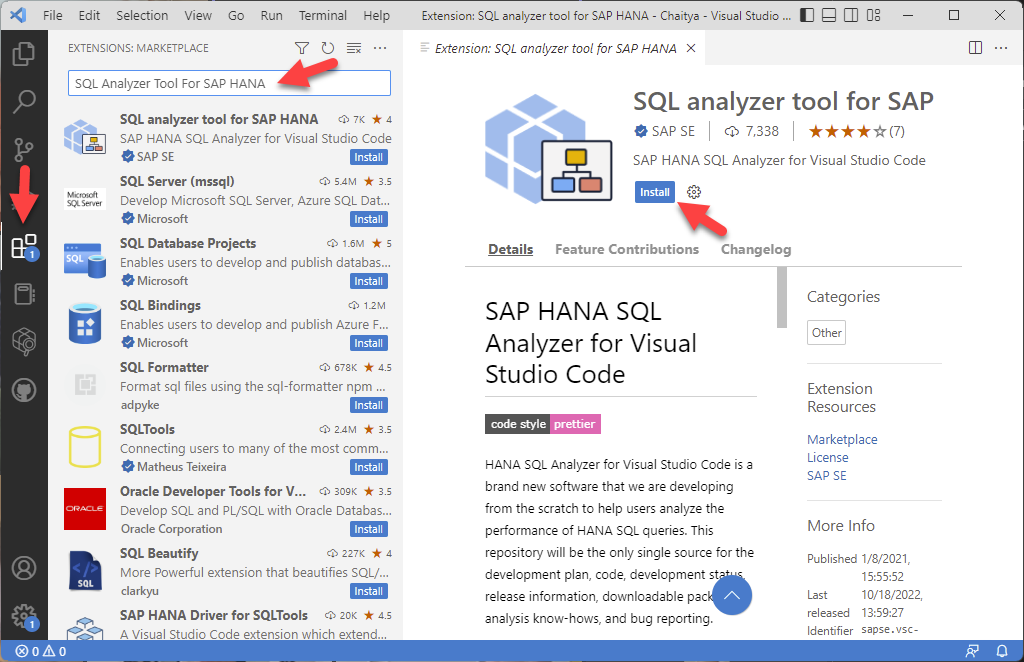 File Edit Selection View Go Run Terminal Help Extension: SQL analyzer tool for SAP HANA - Chaitya - Visual Studio ...
EXTENSIONS: MARKETPLACE
SQL Analyzer Tool For SAP HANA
SQL analyzer tool for SAP HANA 7K 4
SAP HANA SQL Analyzer for Visual Studio Code
SAP SE Install
MicroSoft SQL Server
SQL Server (mssql) 5.4M 3.5
Develop Microsoft SQL Server, Azure SQL Dat...
Microsoft Install
SQL
SQL Database Projects 1.6M 5
Enables users to develop and publish databas...
Microsoft Install
SQL Bindings 1.2M
Enables users to develop and publish Azure F...
Microsoft Install
SQL Formatter 678K 4.5
Format sql files using the sql-formatter npm ...
adpyke Install
SQLTools 2.4M 3.5
Connecting users to many of the most comm...
Matheus Teixeira Install
ORACLE
Oracle Developer Tools for V... 309K 3.5
Develop SQL and PL/SQL with Oracle Databas...
Oracle Corporation Install
</> SQL
SQL Beautify 227K 4
More Powerful extension that beautifies SQL/...
clarkyu Install
SAP HANA Driver for SQLTools 20K 4.5
A Visual Studio Code extension which extend...
1
1
0 0
Extension: SQL analyzer tool for SAP HANA
SQL analyzer tool for SAP
SAP SE 7,338 (7)
SAP HANA SQL Analyzer for Visual Studio Code
Install
Details Feature Contributions Changelog
SAP HANA SQL
Analyzer for Visual
Studio Code
code style prettier
HANA SQL Analyzer for Visual Studio Code is a
brand new software that we are developing
from the scratch to help users analyze the
performance of HANA SQL queries. This
repository will be the only single source for the
development plan, code, development status,
release information, downloadable pack
analysis know-hows, and bug reporting.
Categories
Other
Extension
Resources
Marketplace
License
SAP SE
More Info
Published 1/8/2021,
15:55:52
Last 10/18/2022,
released 13:59:27
Identifier sapse.vsc-